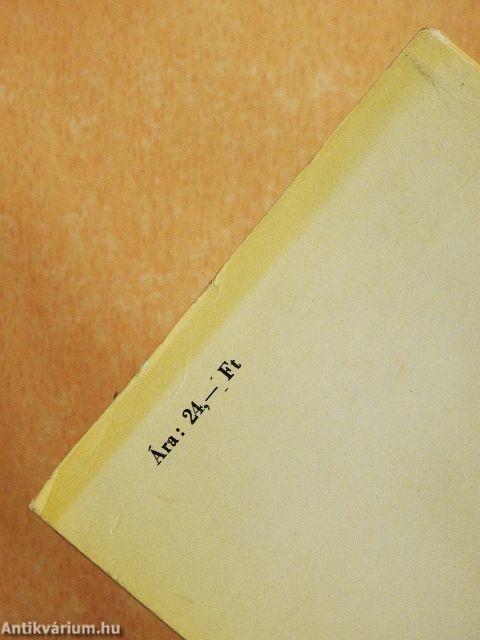 Ára: 24,— Ft
Antikvárium.hu